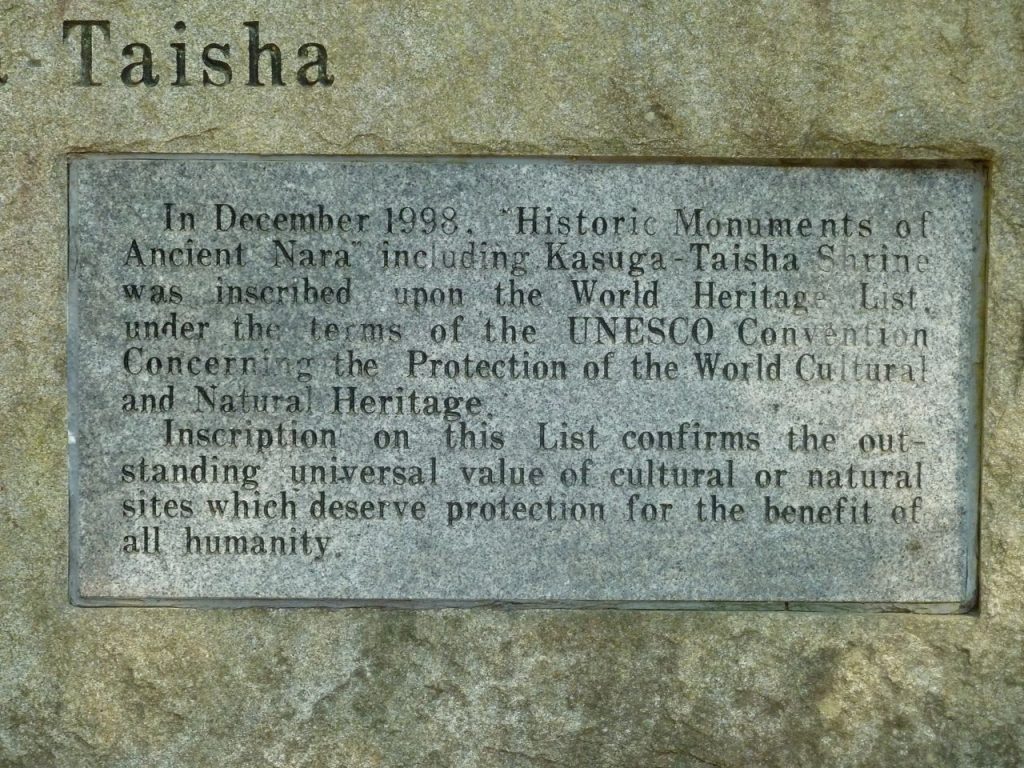 Taisha
In December 1998, "Historic Monuments of
Ancient Nara" including Kasuga-Taisha Shrine
was inscribed upon the World Heritage List,
under the terms of the UNESCO Convention
Concerning the Protection of the World Cultural
and Natural Heritage.
Inscription on this List confirms the out-
standing universal value of cultural or natural
sites which deserve protection for the benefit of
all humanity.